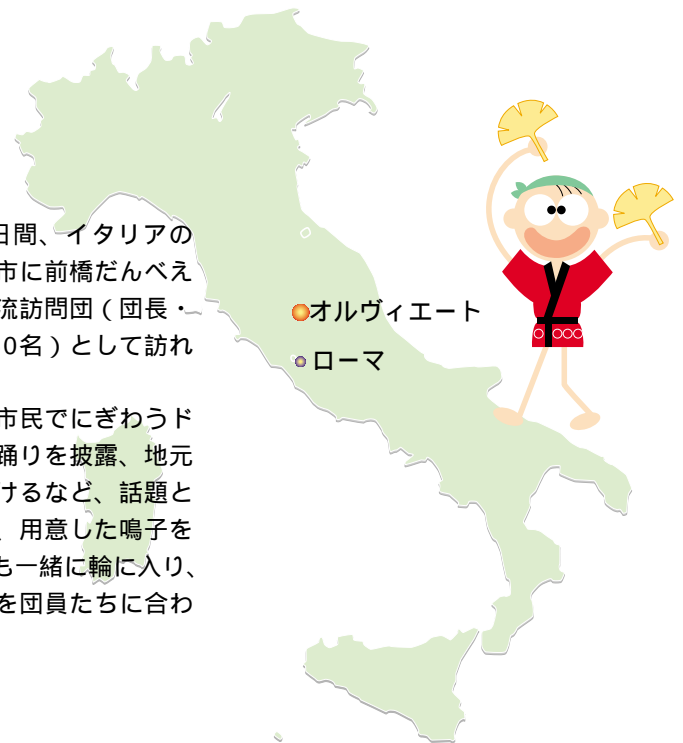 日間、イタリアの
市に前橋だんべえ
流訪問団（団長・
0名）として訪れ
市民でにぎわうド
踊りを披露、地元
けるなど、話題と
、用意した鳴子を
も一緒に輪に入り、
を団員たちに合わ
オルヴィエート
ローマ